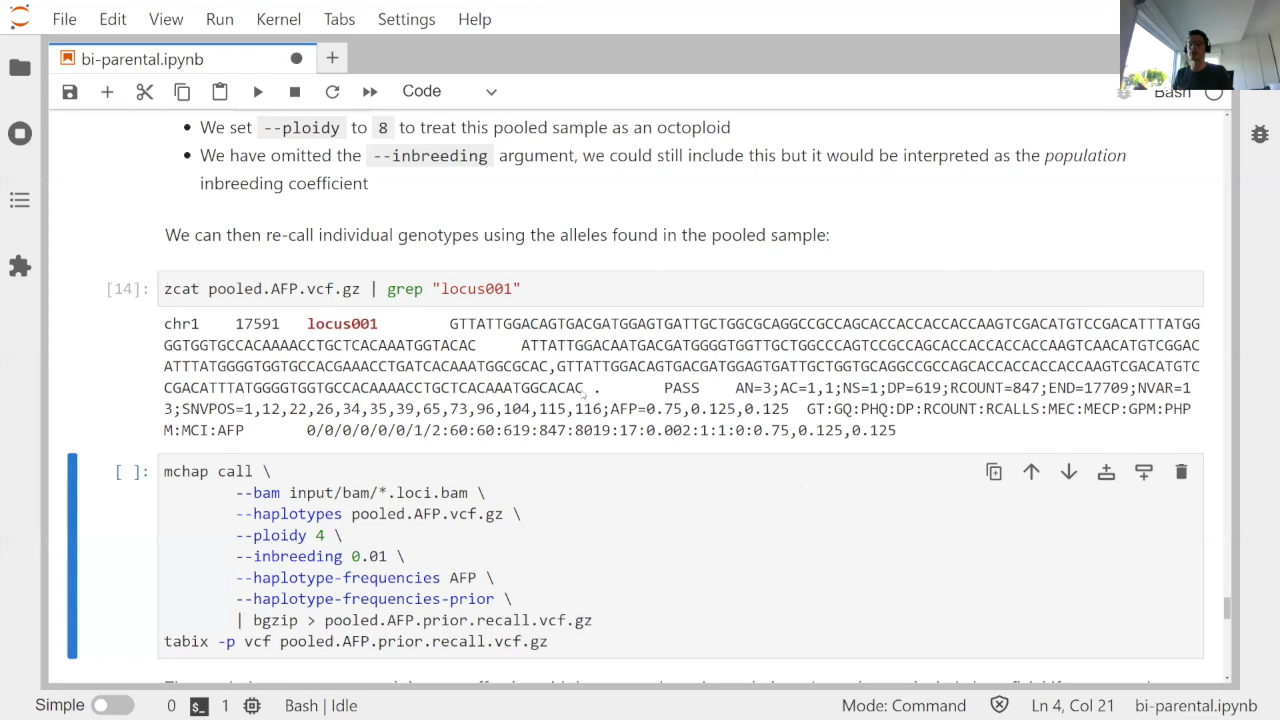 File Edit View Run Kernel Tabs Settings Help
bi-parental.ipynb
Code
Bash
We set --ploidy to 8 to treat this pooled sample as an octoploid
We have omitted the --inbreeding argument, we could still include this but it would be interpreted as the population
inbreeding coefficient
We can then re-call individual genotypes using the alleles found in the pooled sample:
[14]: zcat pooled.AFP.vcf.gz | grep "locus001"
chr1 17591 locus001 GTTATTGGACAGTGACGATGGAGTGATTGCTGGCGCAGGCCGCCAGCACCACCACCACCAAGTCGACATGTCCGACATTTATGG
GGTGGTGCCACAAAACCTGCTCACAAATGGTACAC ATTATTGGACAATGACGATGGGGTGGTTGCTGGCCCAGTCCGCCAGCACCACCACCACCAAGTCAACATGTCGGAC
ATTTATGGGGTGGTGCCACGAAACCTGATCACAAATGGCGCAC,GTTATTGGACAGTGACGATGGAGTGATTGCTGGTGCAGGCCGCCAGCACCACCACCACCAAGTCGACATGTC
CGACATTTATGGGGTGGTGCCACAAAACCTGCTCACAAATGGCACAC . PASS AN=3;AC=1,1;NS=1;DP=619;RCOUNT=847;END=17709;NVAR=1
3;SNVPOS=1,12,22,26,34,35,39,65,73,96,104,115,116;AFP=0.75,0.125,0.125 GT:GQ:PHQ:DP:RCOUNT:RCALLS:MEC:MECP:GPM:PHP
M:MCI:AFP 0/0/0/0/0/0/1/2:60:60:619:847:8019:17:0.002:1:1:0:0.75,0.125,0.125
[ ]: mchap call \
--bam input/bam/*.loci.bam \
--haplotypes pooled.AFP.vcf.gz \
--ploidy 4 \
--inbreeding 0.01 \
--haplotype-frequencies AFP \
--haplotype-frequencies-prior \
| bgzip > pooled.AFP.prior.recall.vcf.gz
tabix -p vcf pooled.AFP.prior.recall.vcf.gz
Simple 0 1 Bash | Idle Mode: Command Ln 4, Col 21 bi-parental.ipynb